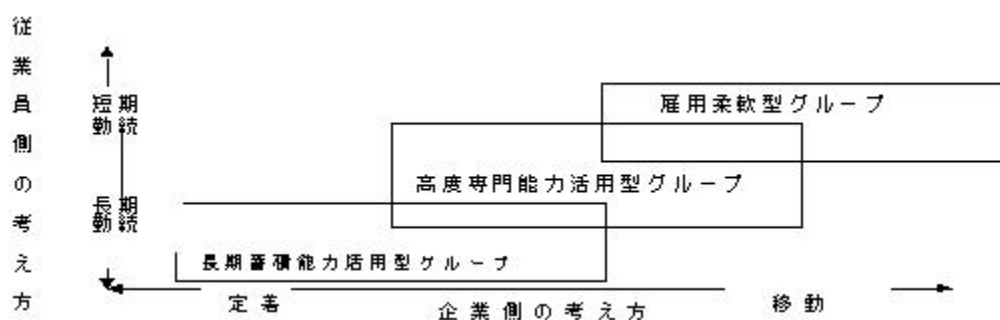 従業員側の考え方
短期
勤続
雇用柔軟型グループ
高度専門能力活用型グループ
長期
勤続
長期蓄積能力活用型グループ
定着
企業側の考え方
移動